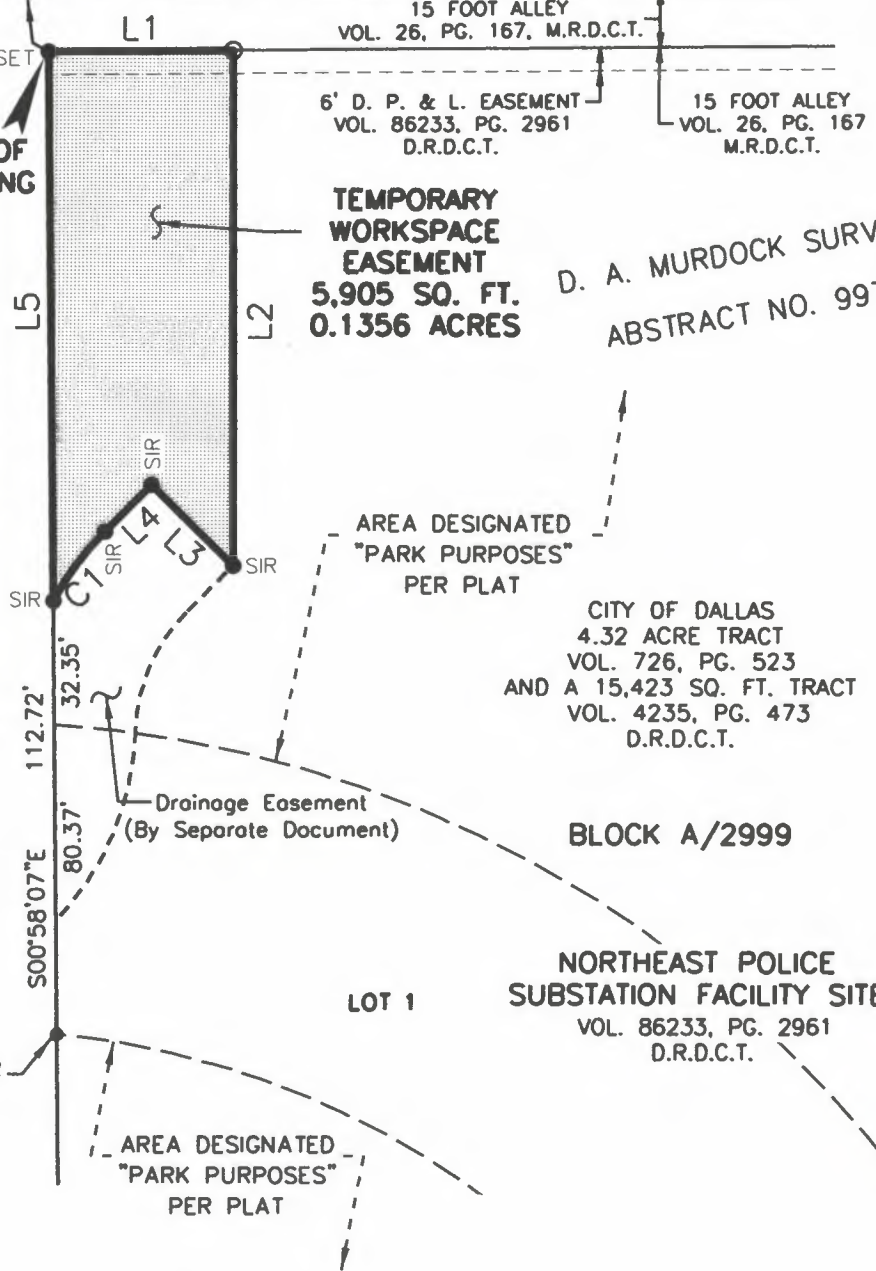 15 FOOT ALLEY
VOL. 26, PG. 167, M.R.D.C.T.
L1
SET
6' D. P. & L. EASEMENT
VOL. 86233, PG. 2961
D.R.D.C.T.
15 FOOT ALLEY
VOL. 26, PG. 167
M.R.D.C.T.
OF
TEMPORARY
WORKSPACE
EASEMENT
5,905 SQ. FT.
0.1356 ACRES
D. A. MURDOCK
ABSTRACT NO.
L5
L2
SIR
L4
L3
SIR
C1
SIR
SIR
AREA DESIGNATED
"PARK PURPOSES"
PER PLAT
CITY OF DALLAS
4.32 ACRE TRACT
VOL. 726, PG. 523
AND A 15,423 SQ. FT. TRACT
VOL. 4235, PG. 473
D.R.D.C.T.
32.35'
112.72'
80.37'
S00°58'07"E
Drainage Easement
(By Separate Document)
BLOCK A/2999
LOT 1
NORTHEAST POLICE
SUBSTATION FACILITY SITE
VOL. 86233, PG. 2961
D.R.D.C.T.
AREA DESIGNATED
"PARK PURPOSES"
PER PLAT